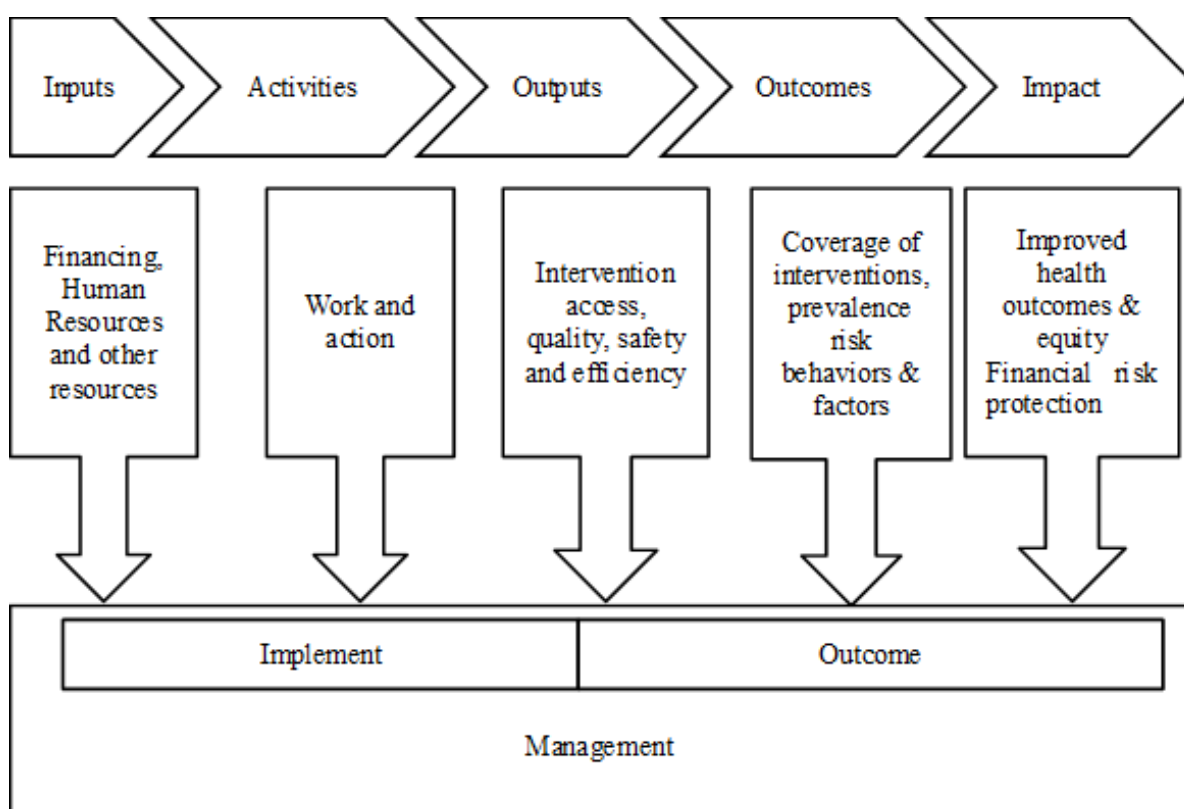 Inputs
Activities
Outputs
Outcomes
Impact
Financing,
Human
Resources
and other
resources
Work and
action
Intervention
access,
quality, safety
and efficiency
Coverage of
interventions,
prevalence
risk
behaviors &
factors
Improved
health
outcomes &
equity
Financial risk
protection
Implement
Outcome
Management